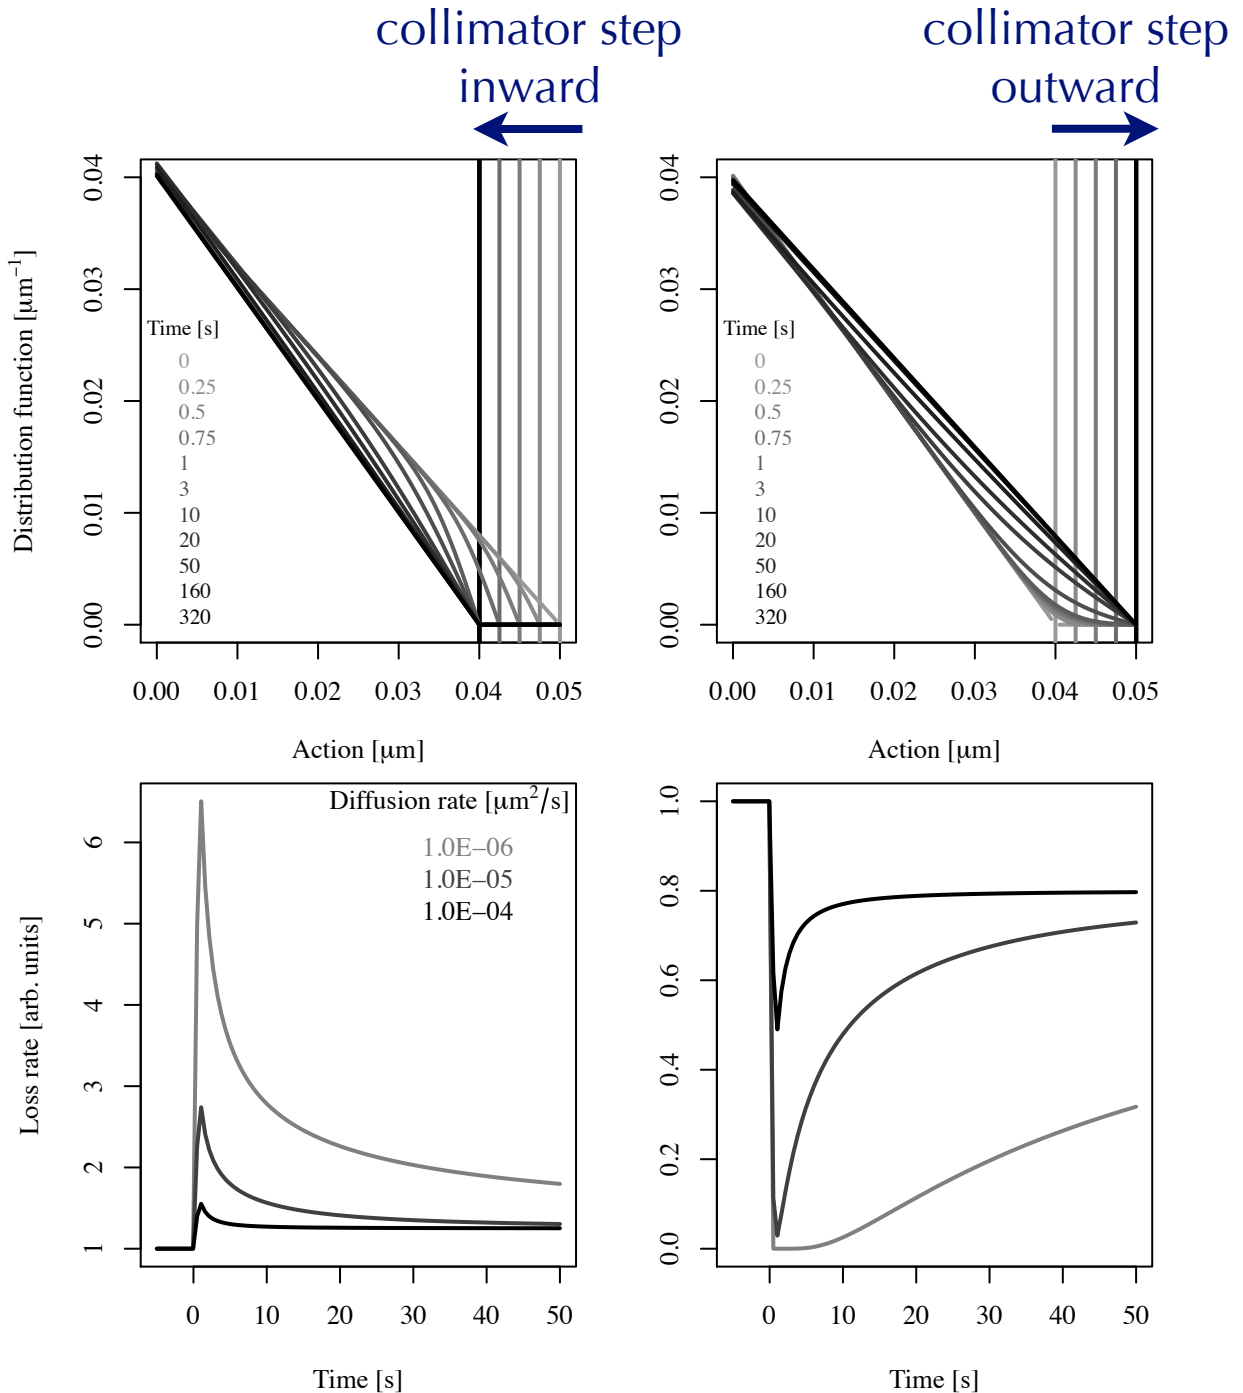 collimator step
inward
collimator step
outward
Distribution function [μm⁻¹]
0.04
0.03
0.02
0.01
0.00
Time [s]
0
0.25
0.5
0.75
1
3
10
20
50
160
320
0.00 0.01 0.02 0.03 0.04 0.05
Action [μm]
0.04
0.03
0.02
0.01
0.00
Time [s]
0
0.25
0.5
0.75
1
3
10
20
50
160
320
0.00 0.01 0.02 0.03 0.04 0.05
Action [μm]
Loss rate [arb. units]
6
5
4
3
2
1
Diffusion rate [μm²/s]
1.0E−06
1.0E−05
1.0E−04
0 10 20 30 40 50
Time [s]
1.0
0.8
0.6
0.4
0.2
0.0
0 10 20 30 40 50
Time [s]